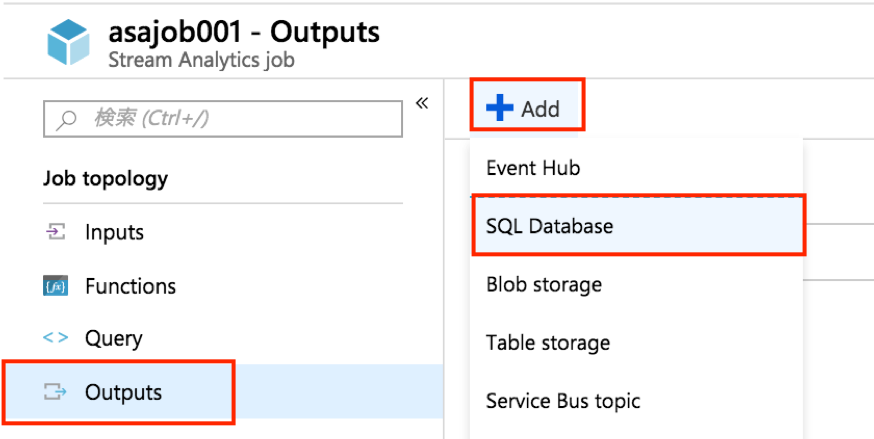 asajob001 - Outputs
Stream Analytics job
検索 (Ctrl+/)
«
Job topology
Inputs
Functions
Query
Outputs
+ Add
Event Hub
SQL Database
Blob storage
Table storage
Service Bus topic